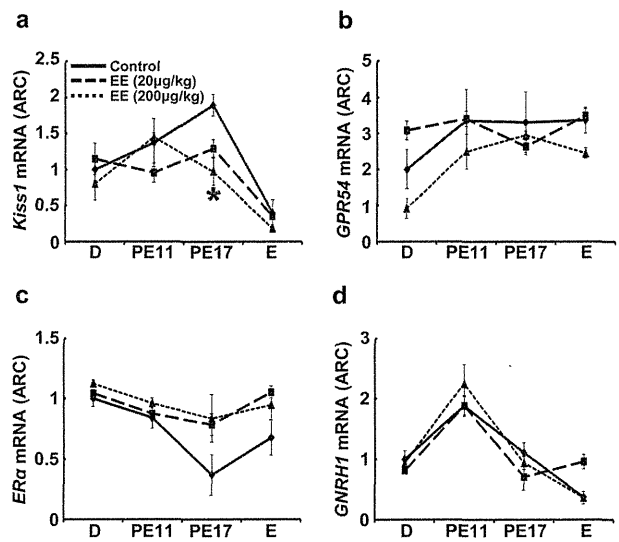 a
Kiss1 mRNA (ARC)
2.5
2
1.5
1
0.5
0
Control
EE (20µg/kg)
EE (200µg/kg)
*
D PE11 PE17 E
b
GPR54 mRNA (ARC)
5
4
3
2
1
0
D PE11 PE17 E
c
ERα mRNA (ARC)
1.5
1
0.5
0
D PE11 PE17 E
d
GNRH1 mRNA (ARC)
3
2
1
0
D PE11 PE17 E